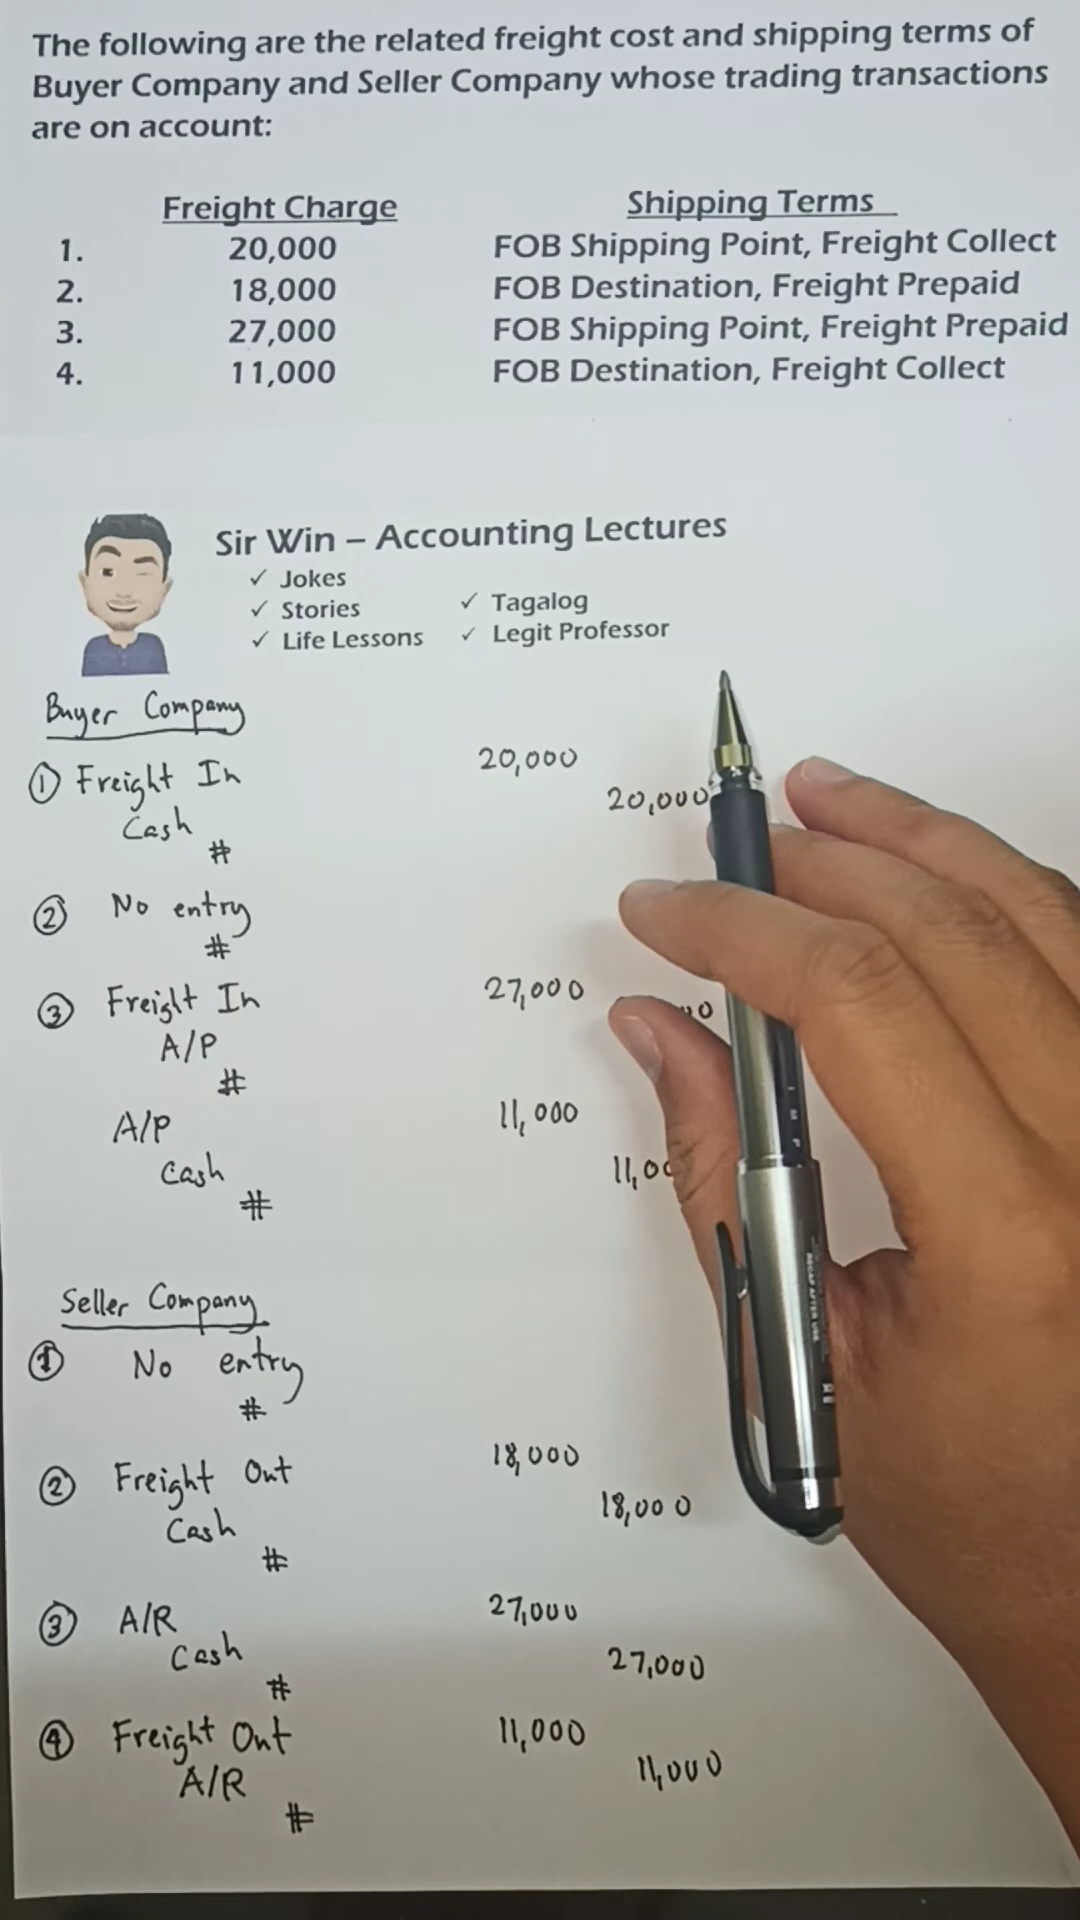 The following are the related freight cost and shipping terms of
Buyer Company and Seller Company whose trading transactions
are on account:
Freight Charge Shipping Terms
1. 20,000 FOB Shipping Point, Freight Collect
2. 18,000 FOB Destination, Freight Prepaid
3. 27,000 FOB Shipping Point, Freight Prepaid
4. 11,000 FOB Destination, Freight Collect
Sir Win – Accounting Lectures
✓ Jokes
✓ Stories ✓ Tagalog
✓ Life Lessons ✓ Legit Professor
Buyer Company
① Freight In 20,000
Cash 20,000
#
② No entry
#
③ Freight In 27,000
A/P
#
A/P 11,000
Cash
#
Seller Company
① No entry
#
② Freight Out 18,000
Cash 18,000
#
③ A/R 27,000
Cash 27,000
#
④ Freight Out 11,000
A/R 11,000
#